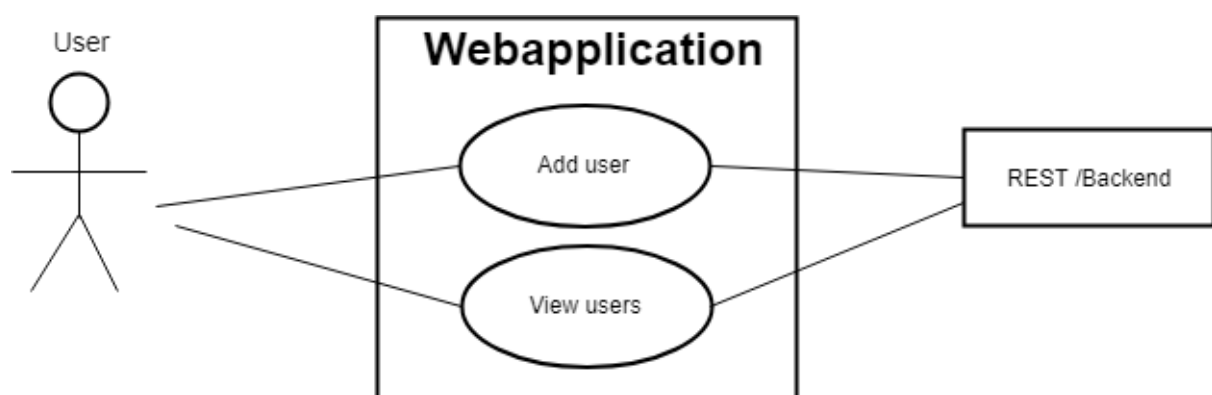 User
Webapplication
Add user
REST /Backend
View users